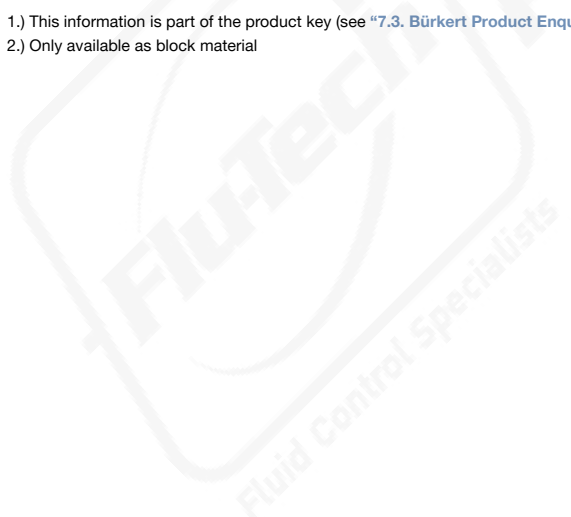 1.) This information is part of the product key (see “7.3. Bürkert Product Enqu
2.) Only available as block material
Flu-Tech
Fluid Control Specialists